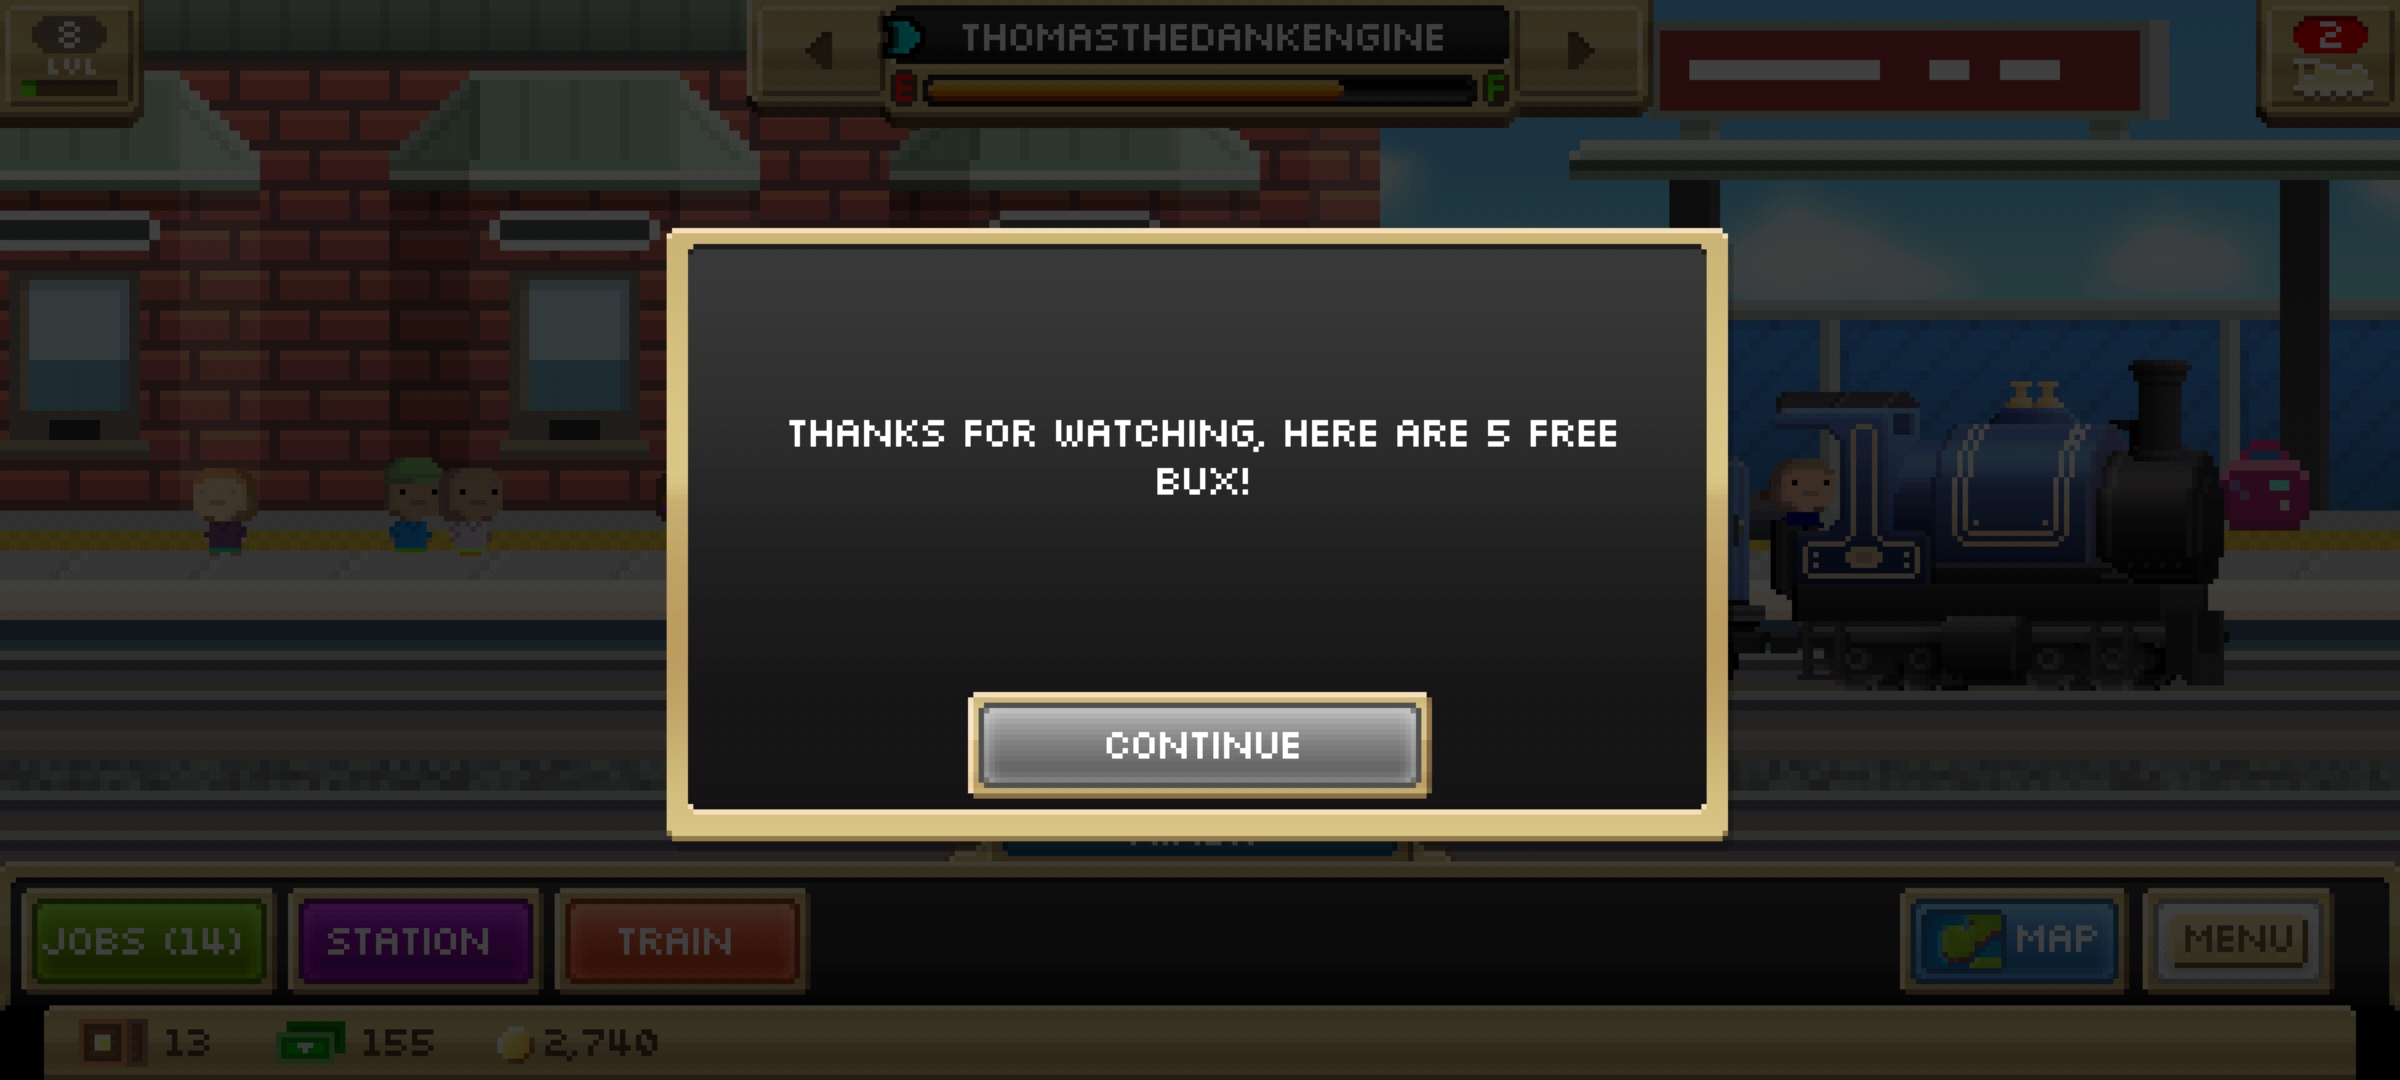 8
LVL
THOMASTHEDANKENGINE
E F
2
THANKS FOR WATCHING, HERE ARE 5 FREE
BUX!
CONTINUE
JOBS (14) STATION TRAIN MAP MENU
13 155 2,740